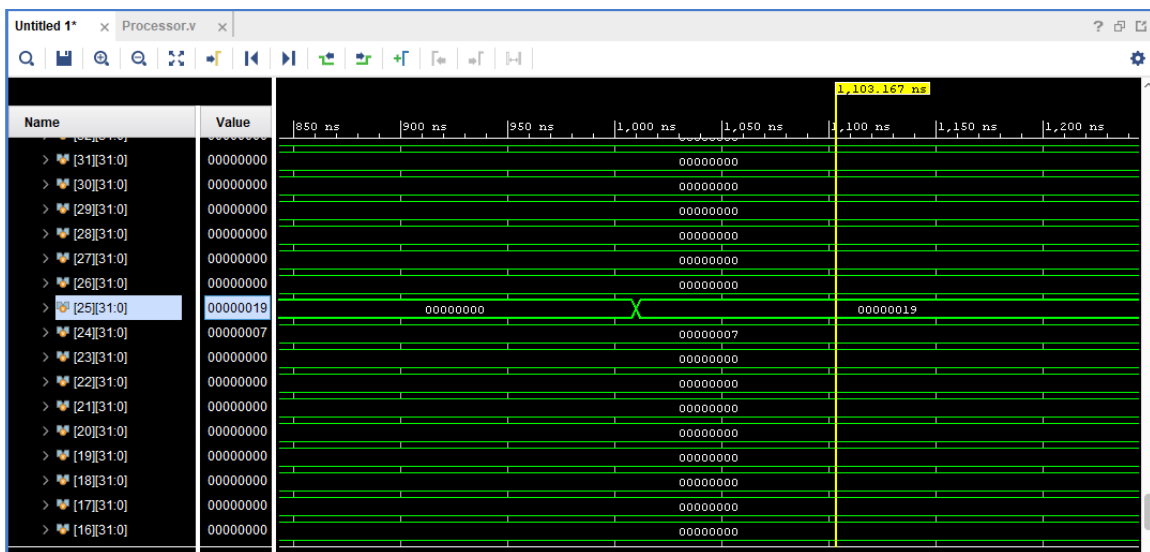 Untitled 1* × Processor.v ×
?
1,103.167 ns
Name Value 850 ns 900 ns 950 ns 1,000 ns 1,050 ns 1,100 ns 1,150 ns 1,200 ns
[31][31:0] 00000000 00000000
[30][31:0] 00000000 00000000
[29][31:0] 00000000 00000000
[28][31:0] 00000000 00000000
[27][31:0] 00000000 00000000
[26][31:0] 00000000 00000000
[25][31:0] 00000019 00000000 00000019
[24][31:0] 00000007 00000007
[23][31:0] 00000000 00000000
[22][31:0] 00000000 00000000
[21][31:0] 00000000 00000000
[20][31:0] 00000000 00000000
[19][31:0] 00000000 00000000
[18][31:0] 00000000 00000000
[17][31:0] 00000000 00000000
[16][31:0] 00000000 00000000